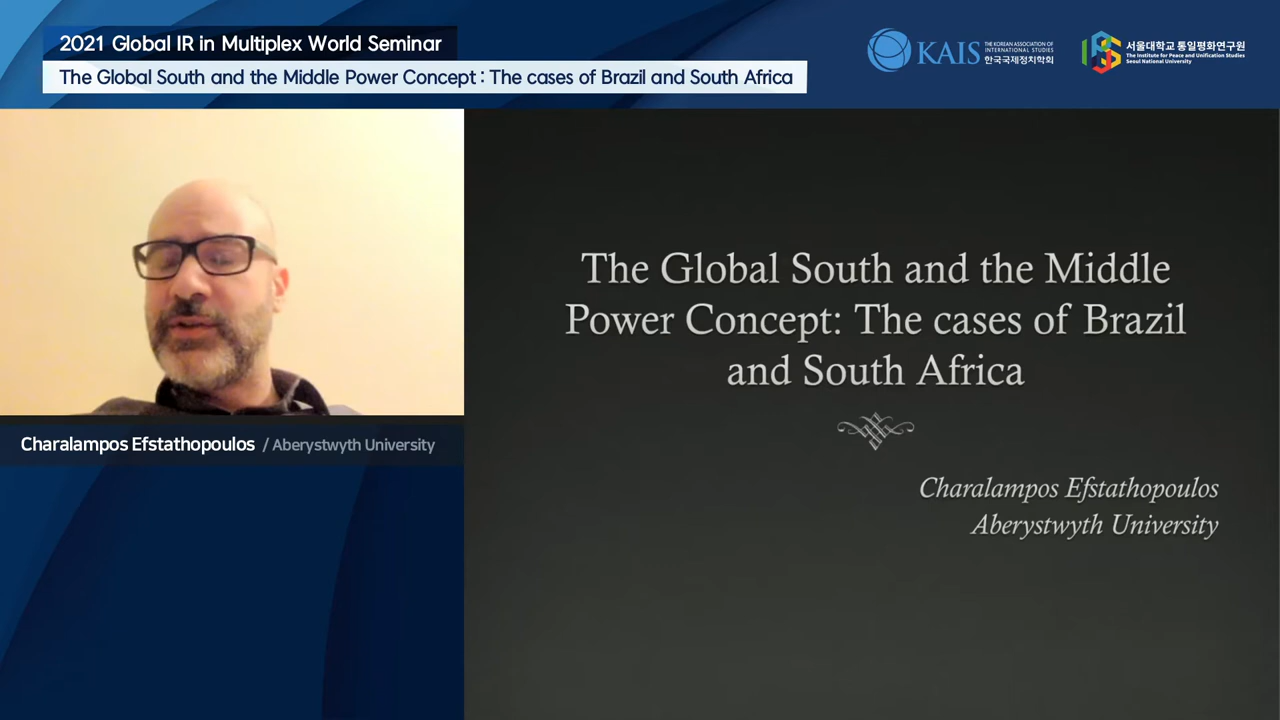 2021 Global IR in Multiplex World Seminar
The Global South and the Middle Power Concept : The cases of Brazil and South Africa
KAIS
THE KOREAN ASSOCIATION OF
INTERNATIONAL STUDIES
한국국제정치학회
서울대학교 통일평화연구원
The Institute for Peace and Unification Studies
Seoul National University
Charalampos Efstathopoulos / Aberystwyth University
The Global South and the Middle
Power Concept: The cases of Brazil
and South Africa
Charalampos Efstathopoulos
Aberystwyth University